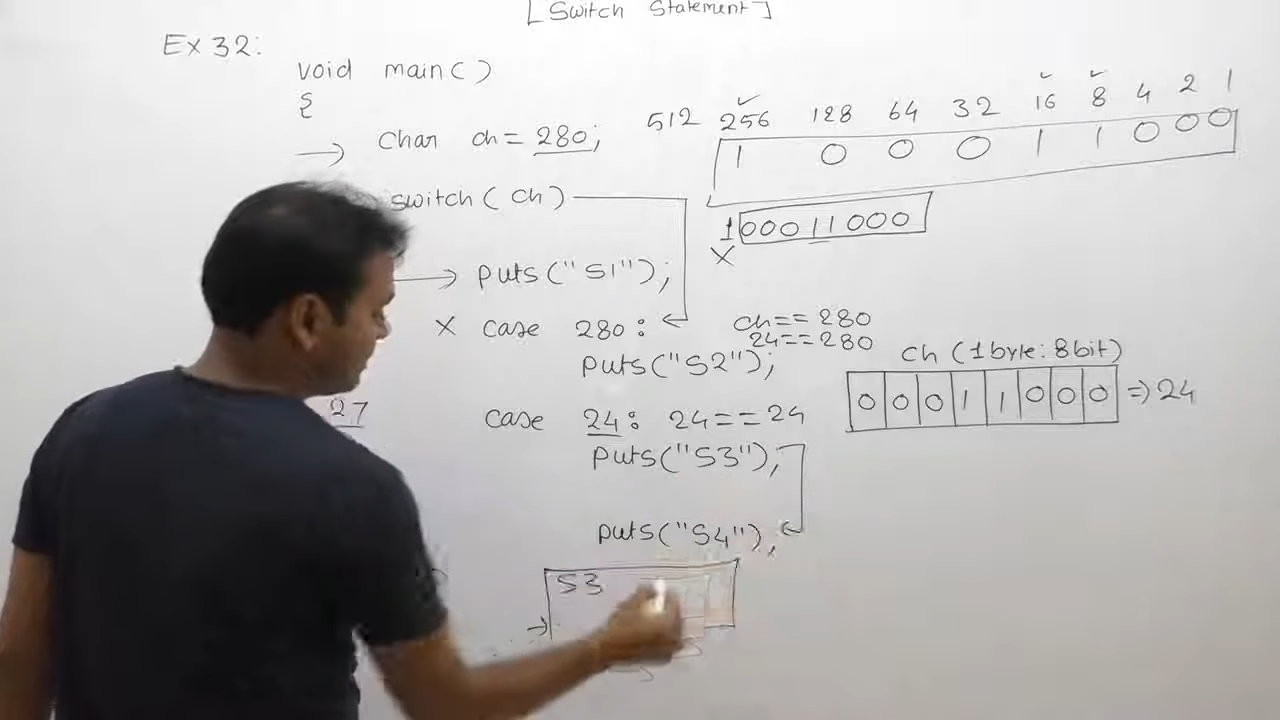 [Switch Statement]
Ex 32:
void main()
{
char ch = 280;
switch(ch)
puts("S1");
case 280:
puts("S2");
case 24: 24==24
puts("S3");
puts("S4");
S3
27
512 256 128 64 32 16 8 4 2 1
1 0 0 0 1 1 0 0 0
100011000
X
X
ch==280
24==280
ch (1byte: 8bit)
0 0 0 1 1 0 0 0 => 24